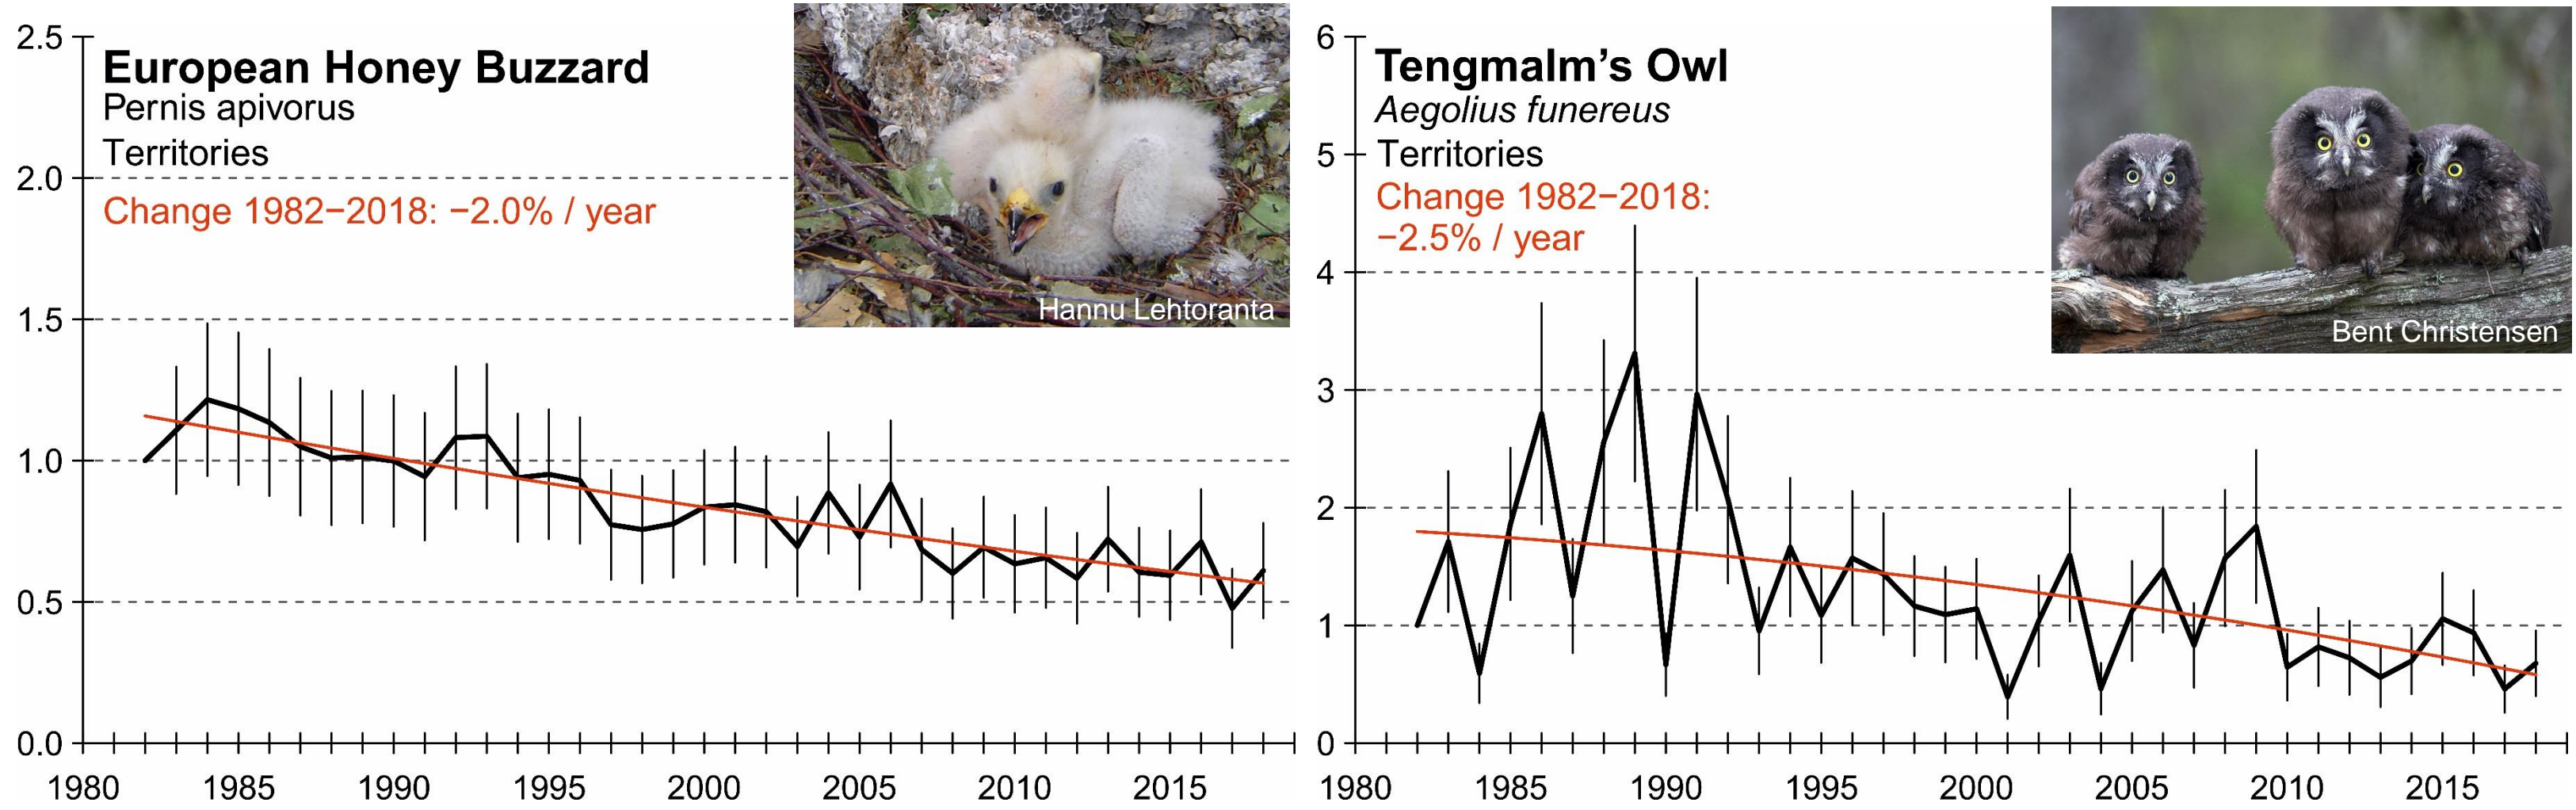 2.5
2.0
1.5
1.0
0.5
0.0
European Honey Buzzard
Pernis apivorus
Territories
Change 1982−2018: −2.0% / year
Hannu Lehtoranta
1980 1985 1990 1995 2000 2005 2010 2015
6
5
4
3
2
1
0
Tengmalm’s Owl
Aegolius funereus
Territories
Change 1982−2018:
−2.5% / year
Bent Christensen
1980 1985 1990 1995 2000 2005 2010 2015